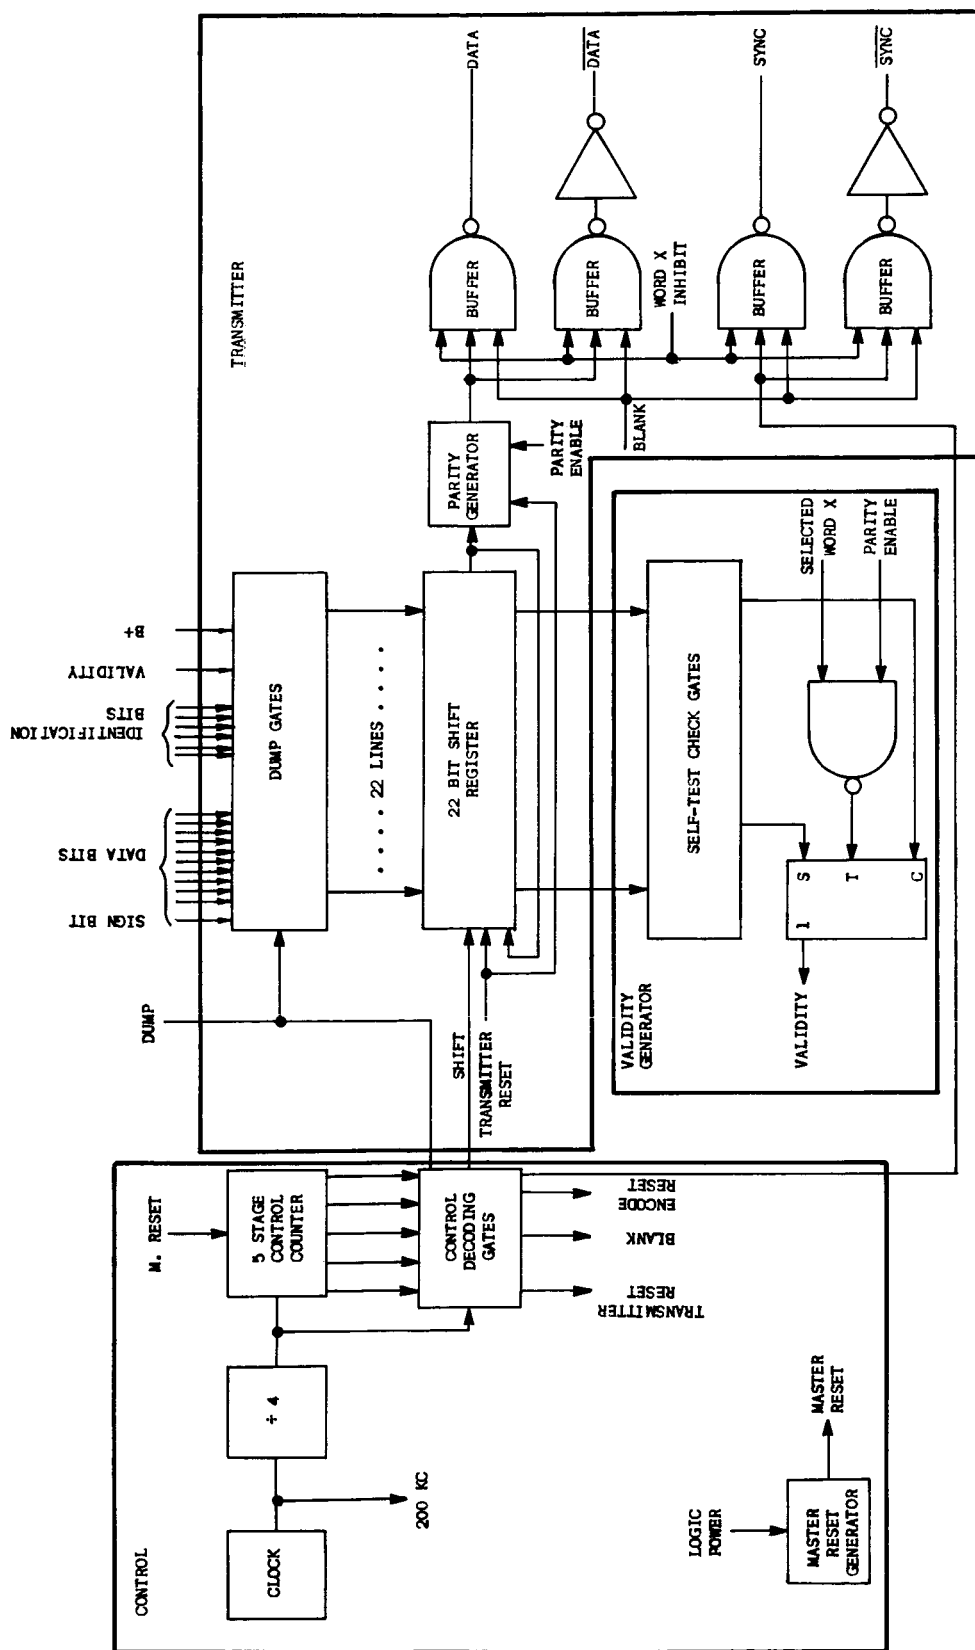 CONTROL
CLOCK
200 KC
÷ 4
M. RESET
5 STAGE
CONTROL
COUNTER
CONTROL
DECODING
GATES
TRANSMITTER
RESET
BLANK
ENCODE
RESET
LOGIC
POWER
MASTER
RESET
GENERATOR
MASTER
RESET
TRANSMITTER
DUMP
SIGN BIT
DATA BITS
IDENTIFICATION
BITS
VALIDITY
B+
DUMP GATES
. . . . . 22 LINES . . . . .
SHIFT
TRANSMITTER
RESET
22 BIT SHIFT
REGISTER
PARITY
GENERATOR
PARITY
ENABLE
BLANK
WORD X
INHIBIT
BUFFER
DATA
BUFFER
DATA
BUFFER
SYNC
BUFFER
SYNC
VALIDITY
GENERATOR
SELF-TEST CHECK GATES
SELECTED
WORD X
PARITY
ENABLE
VALIDITY
1
S
T
C